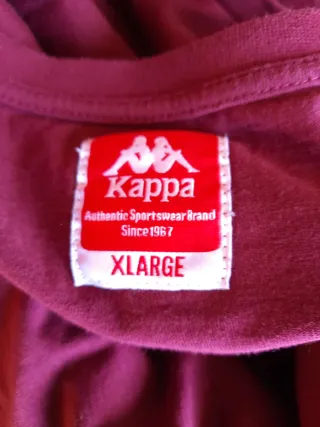 Kappa
Authentic Sportswear Brand
Since 1967
XLARGE